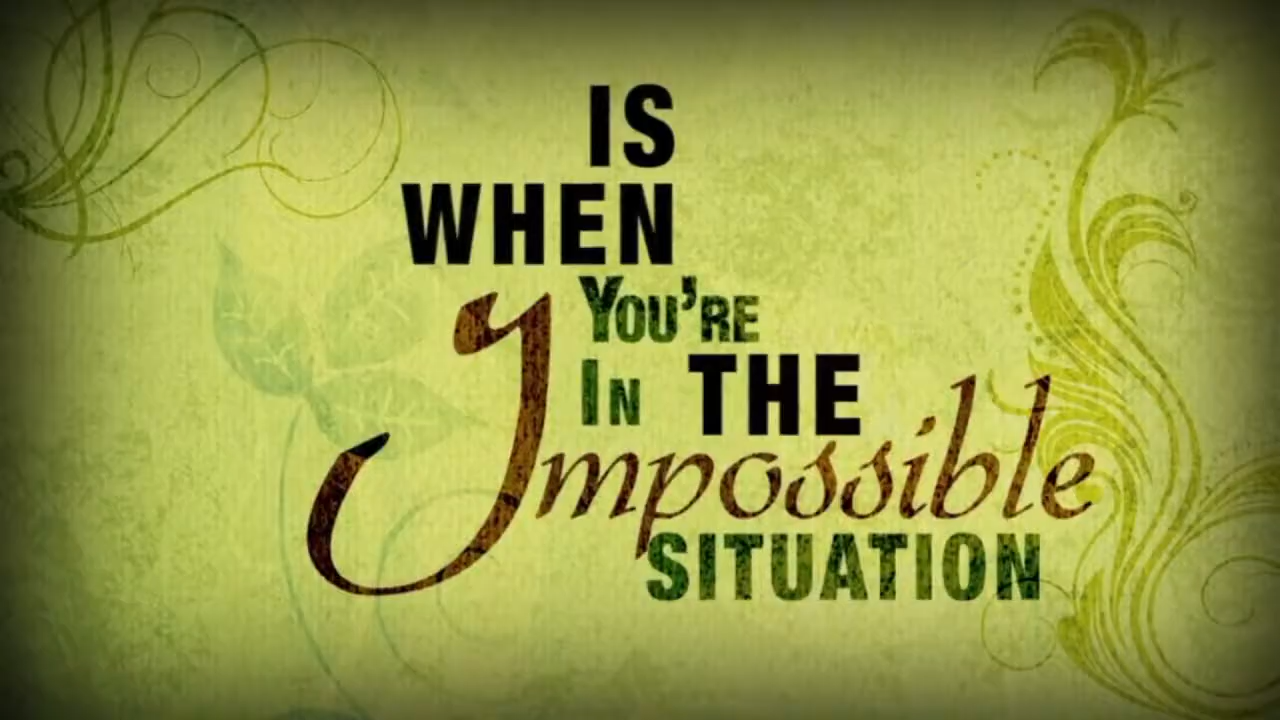 IS
WHEN
YOU'RE
IN THE
Impossible
SITUATION